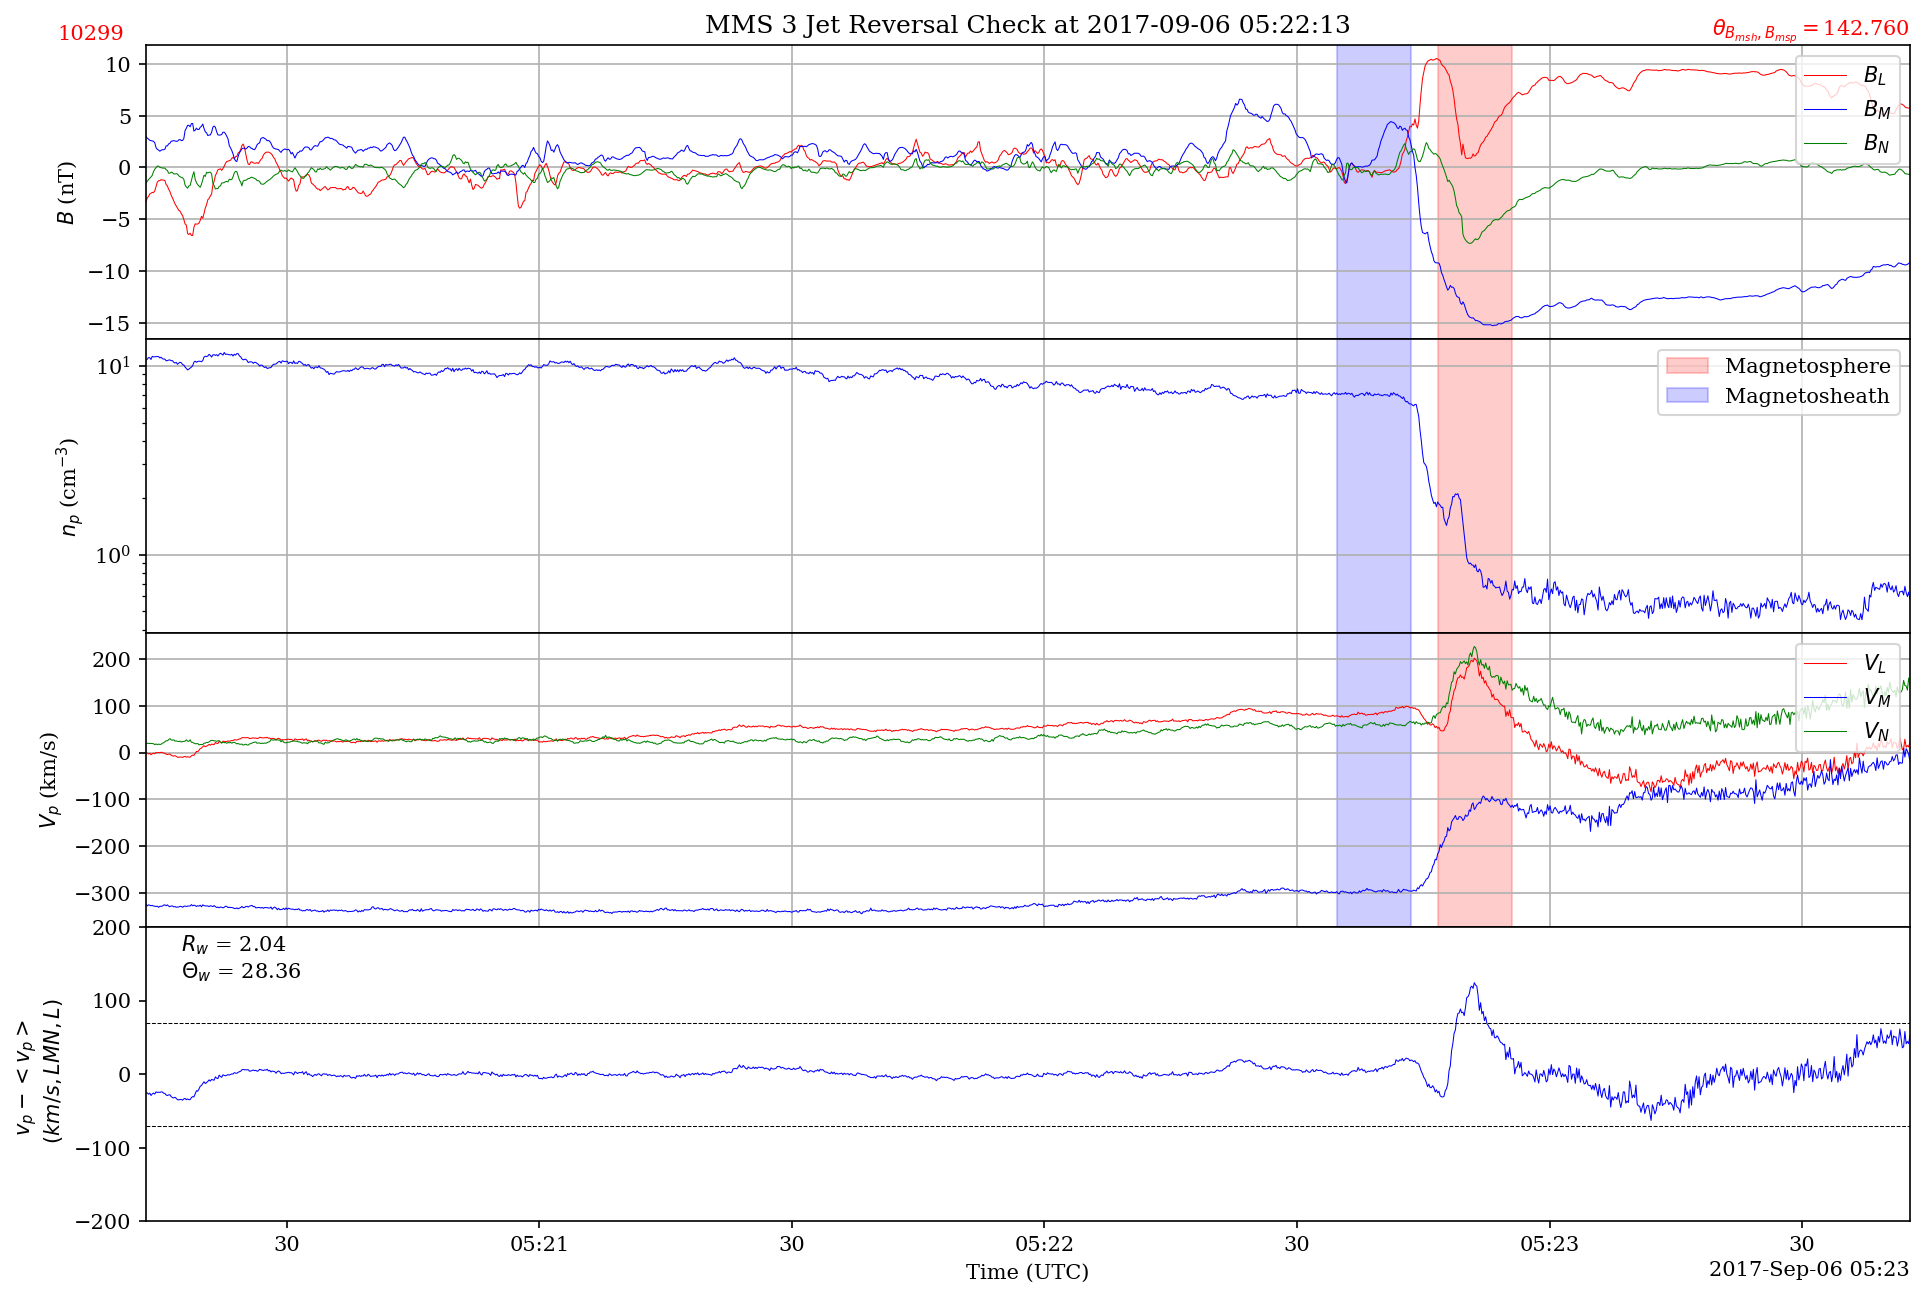 MMS 3 Jet Reversal Check at 2017-09-06 05:22:13
10299
θ_{B_{msh}, B_{msp}} = 142.760
10
5
0
−5
−10
−15
B (nT)
B_L
B_M
B_N
10^1
10^0
n_p (cm^{−3})
Magnetosphere
Magnetosheath
200
100
0
−100
−200
−300
V_p (km/s)
V_L
V_M
V_N
200
100
0
−100
−200
v_p − < v_p >
(km/s, LMN, L)
R_w = 2.04
Θ_w = 28.36
30 05:21 30 05:22 30 05:23 30
Time (UTC)
2017-Sep-06 05:23